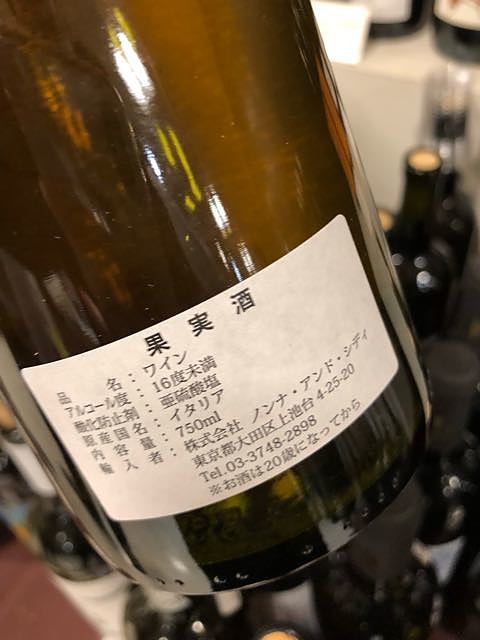 果実酒
品名：ワイン
アルコール度：16度未満
酸化防止剤：亜硫酸塩
原産国名：イタリア
内容量：750ml
輸入者：株式会社 ノンナ・アンド・シディ
東京都大田区上池台4-25-20
Tel.03-3748-2898
※お酒は20歳になってから